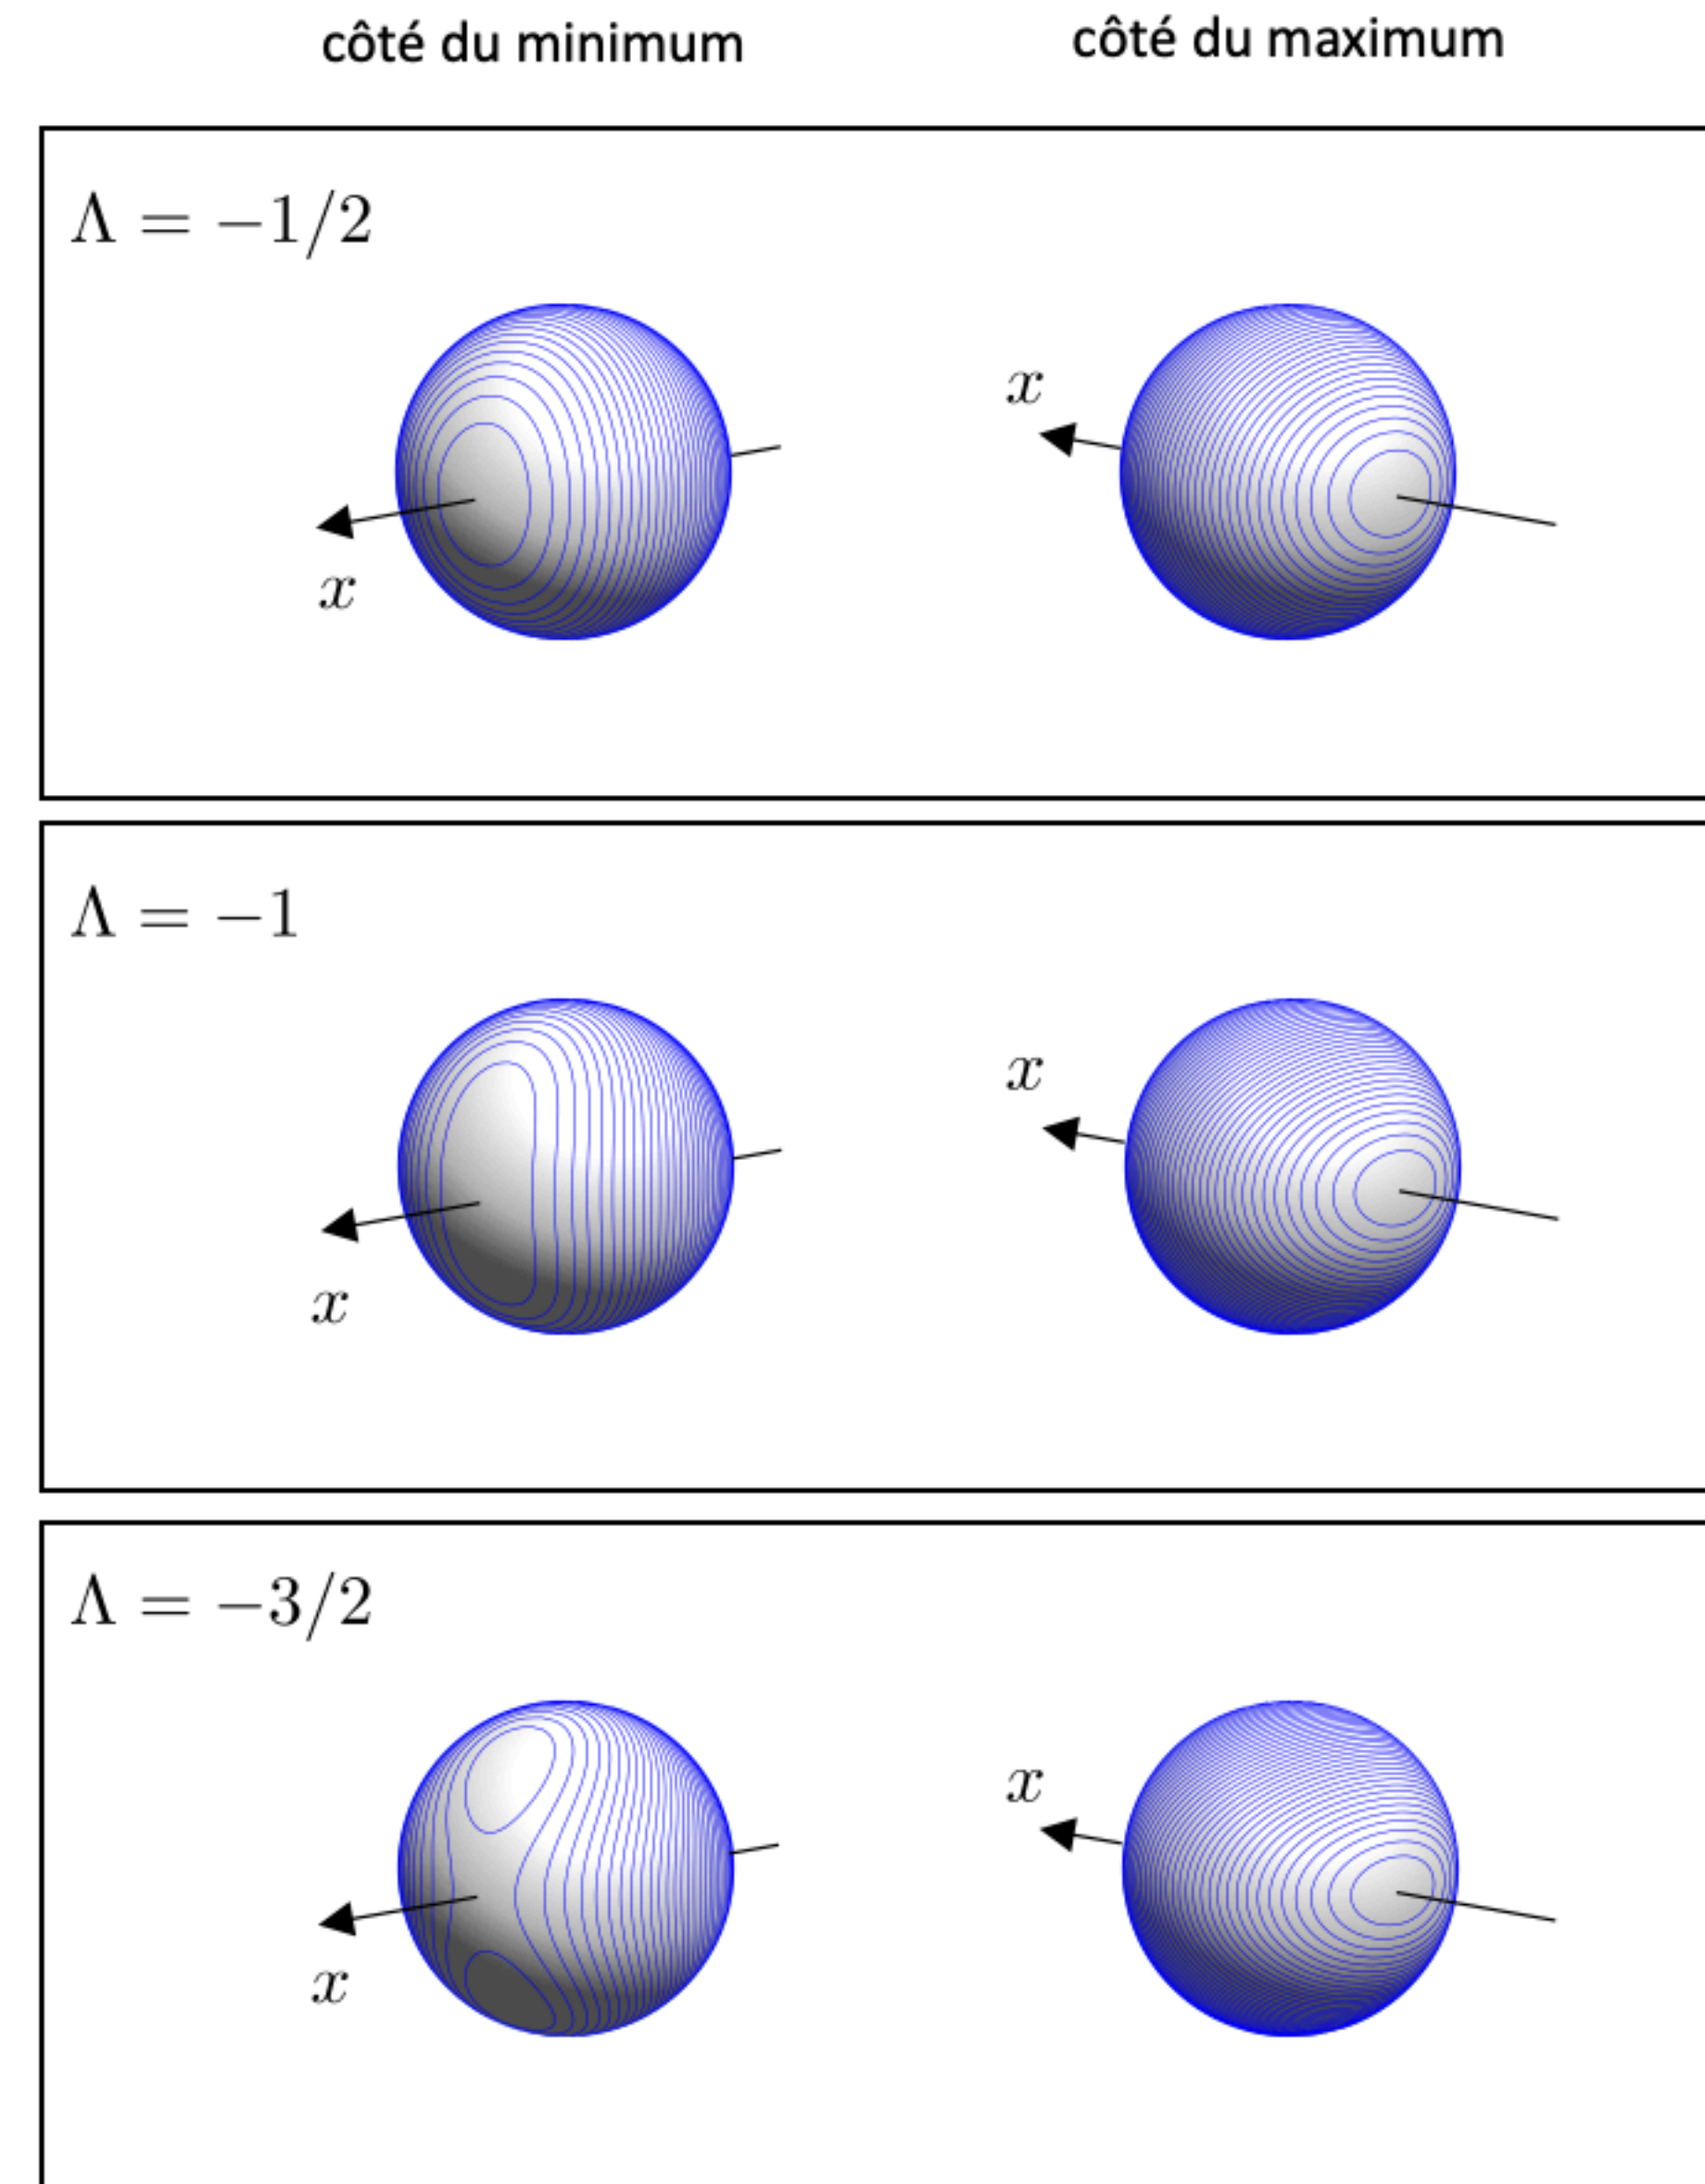 côté du minimum côté du maximum
Λ = −1/2
x
x
Λ = −1
x
x
Λ = −3/2
x
x